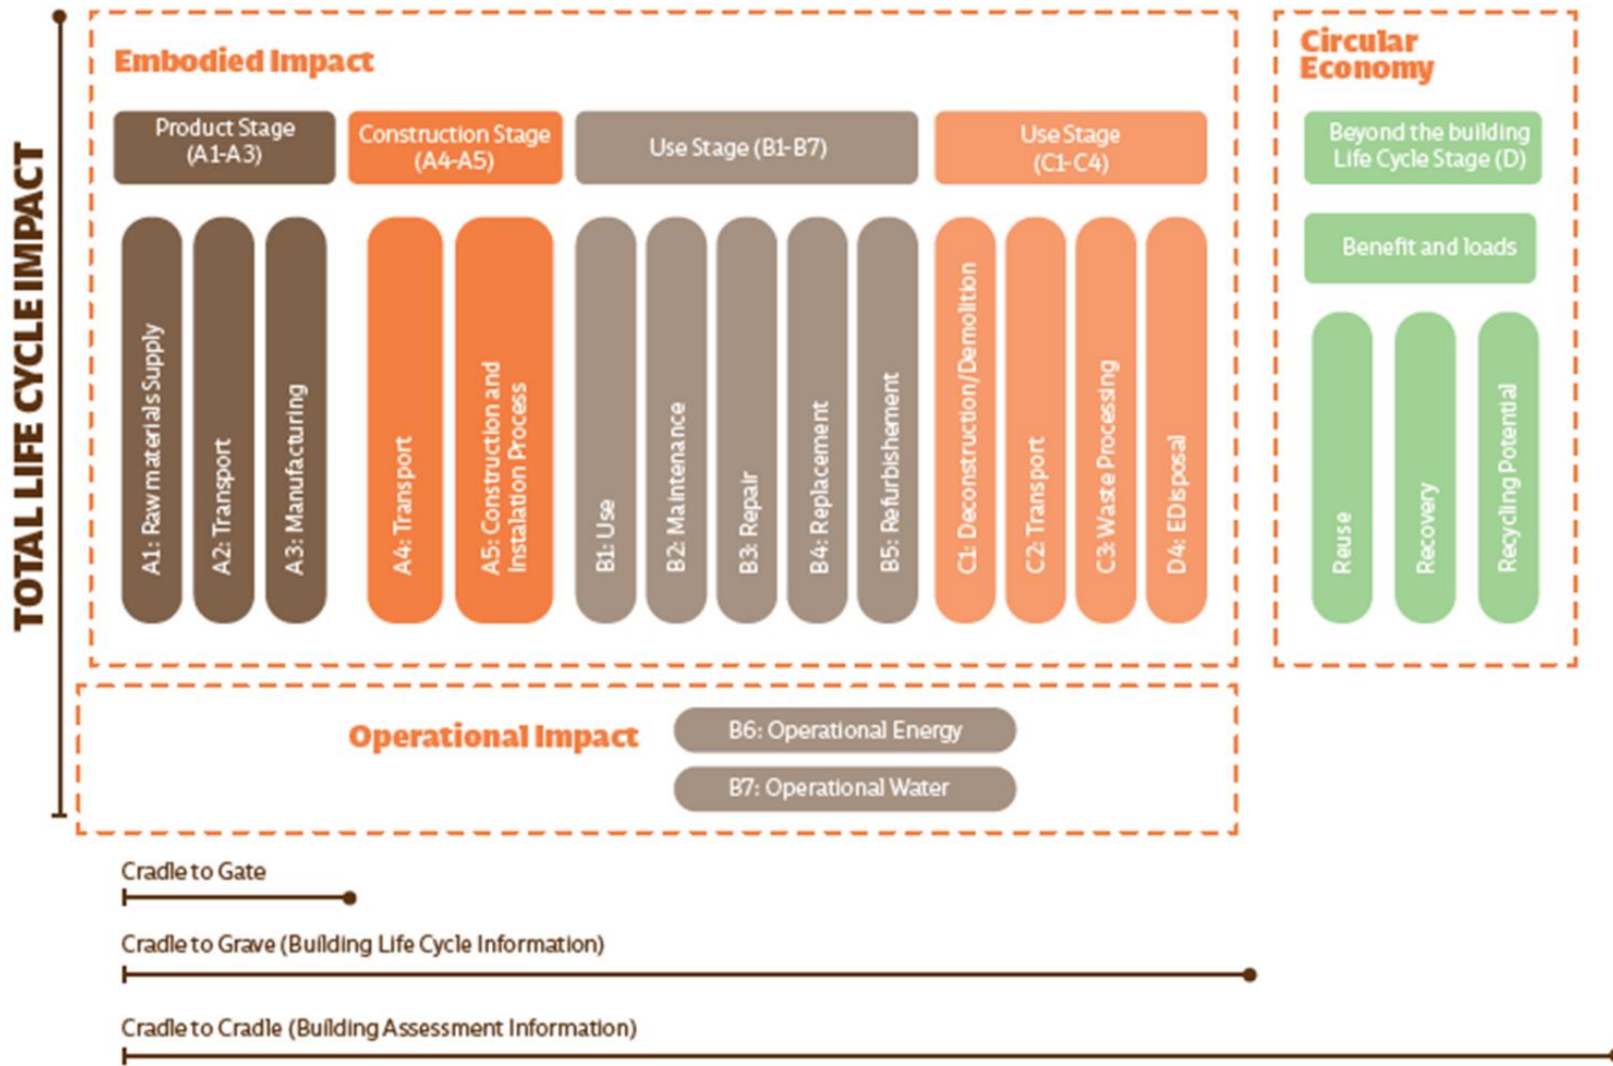 TOTAL LIFE CYCLE IMPACT
Embodied Impact
Product Stage
(A1-A3)
Construction Stage
(A4-A5)
Use Stage (B1-B7)
Use Stage
(C1-C4)
A1: Raw materials Supply
A2: Transport
A3: Manufacturing
A4: Transport
A5: Construction and
Instalation Process
B1: Use
B2: Maintenance
B3: Repair
B4: Replacement
B5: Refurbishement
C1: Deconstruction/Demolition
C2: Transport
C3: Waste Processing
D4: EDisposal
Circular
Economy
Beyond the building
Life Cycle Stage (D)
Benefit and loads
Reuse
Recovery
Recycling Potential
Operational Impact
B6: Operational Energy
B7: Operational Water
Cradle to Gate
Cradle to Grave (Building Life Cycle Information)
Cradle to Cradle (Building Assessment Information)